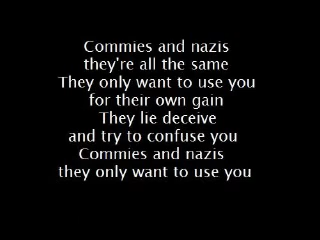 Commies and nazis
they're all the same
They only want to use you
for their own gain
They lie deceive
and try to confuse you
Commies and nazis
they only want to use you